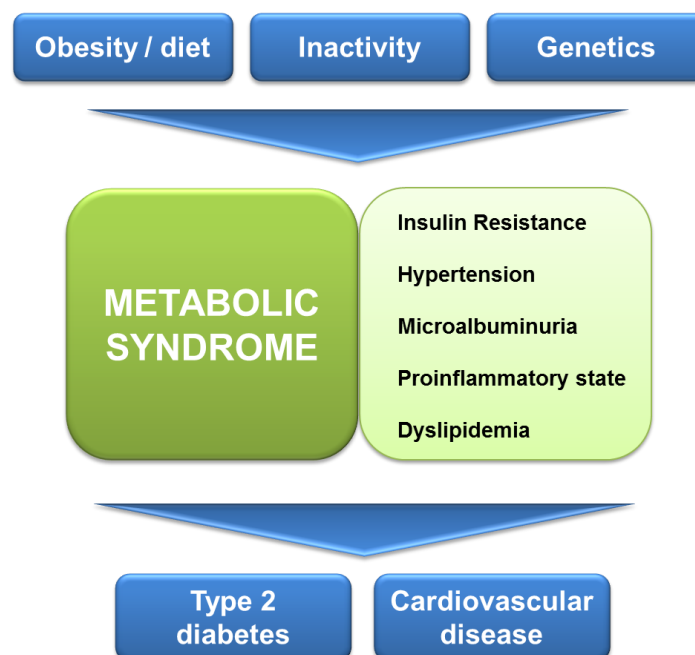 Obesity / diet
Inactivity
Genetics
METABOLIC
SYNDROME
Insulin Resistance
Hypertension
Microalbuminuria
Proinflammatory state
Dyslipidemia
Type 2
diabetes
Cardiovascular
disease